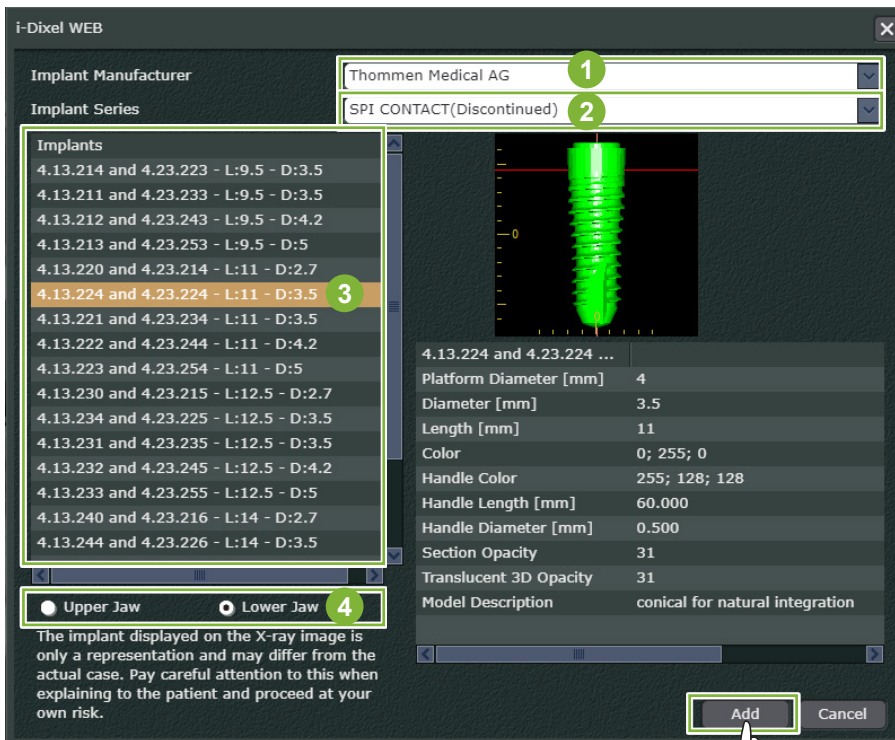 i-Dixel WEB
Implant Manufacturer
Thommen Medical AG
1
Implant Series
SPI CONTACT(Discontinued)
2
Implants
4.13.214 and 4.23.223 - L:9.5 - D:3.5
4.13.211 and 4.23.233 - L:9.5 - D:3.5
4.13.212 and 4.23.243 - L:9.5 - D:4.2
4.13.213 and 4.23.253 - L:9.5 - D:5
4.13.220 and 4.23.214 - L:11 - D:2.7
4.13.224 and 4.23.224 - L:11 - D:3.5
3
4.13.221 and 4.23.234 - L:11 - D:3.5
4.13.222 and 4.23.244 - L:11 - D:4.2
4.13.223 and 4.23.254 - L:11 - D:5
4.13.230 and 4.23.215 - L:12.5 - D:2.7
4.13.234 and 4.23.225 - L:12.5 - D:3.5
4.13.231 and 4.23.235 - L:12.5 - D:3.5
4.13.232 and 4.23.245 - L:12.5 - D:4.2
4.13.233 and 4.23.255 - L:12.5 - D:5
4.13.240 and 4.23.216 - L:14 - D:2.7
4.13.244 and 4.23.226 - L:14 - D:3.5
Upper Jaw
Lower Jaw
4
The implant displayed on the X-ray image is
only a representation and may differ from the
actual case. Pay careful attention to this when
explaining to the patient and proceed at your
own risk.
0
0
4.13.224 and 4.23.224 ...
Platform Diameter [mm] 4
Diameter [mm] 3.5
Length [mm] 11
Color 0; 255; 0
Handle Color 255; 128; 128
Handle Length [mm] 60.000
Handle Diameter [mm] 0.500
Section Opacity 31
Translucent 3D Opacity 31
Model Description conical for natural integration
Add
Cancel